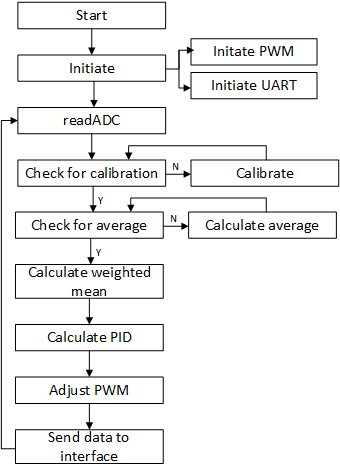 Start
Initiate
Initate PWM
Initiate UART
readADC
Check for calibration
N
Calibrate
Y
Check for average
N
Calculate average
Y
Calculate weighted
mean
Calculate PID
Adjust PWM
Send data to
interface